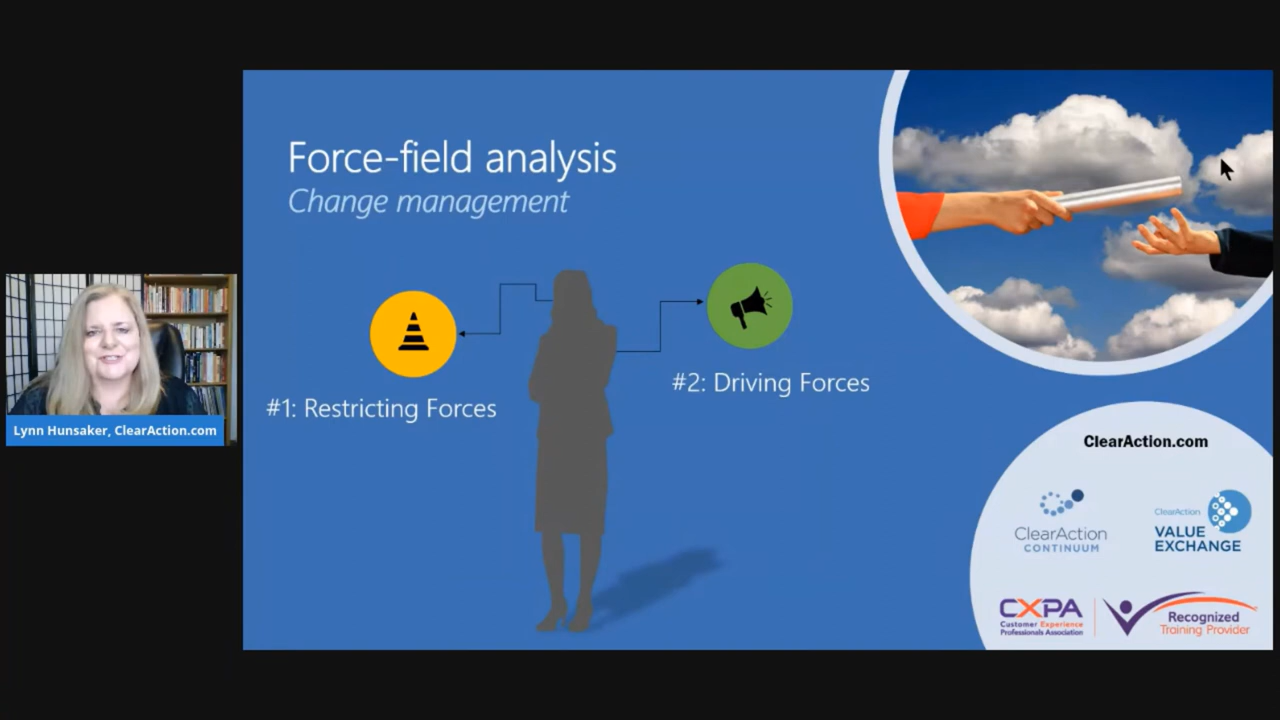 Force-field analysis
Change management
#1: Restricting Forces
#2: Driving Forces
Lynn Hunsaker, ClearAction.com
ClearAction.com
ClearAction
CONTINUUM
ClearAction
VALUE
EXCHANGE
CXPA
Customer Experience
Professionals Association
Recognized
Training Provider